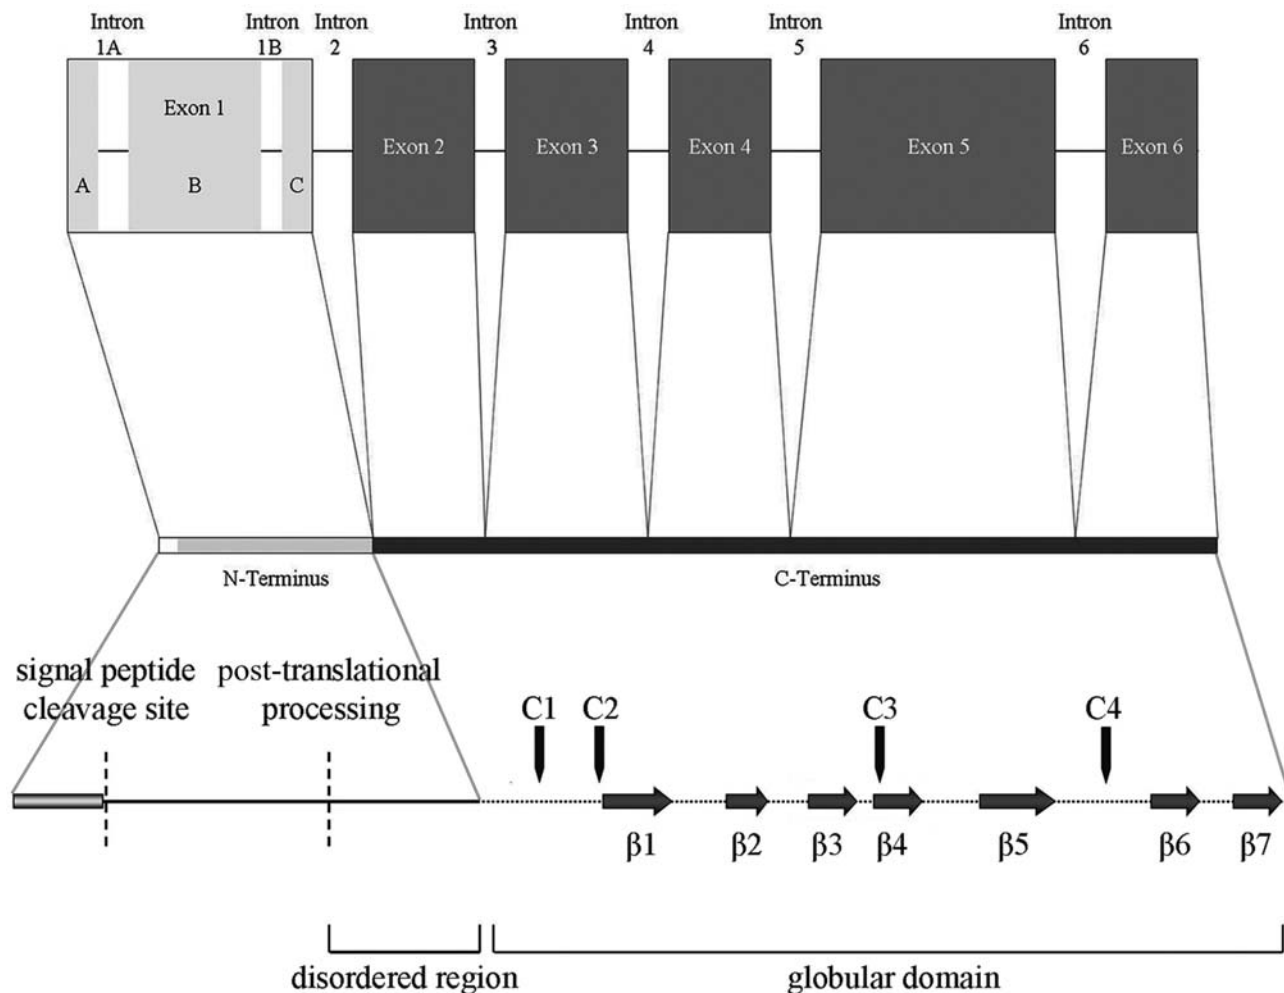 Intron 1A
Intron 1B
Intron 2
Intron 3
Intron 4
Intron 5
Intron 6
Exon 1
A
B
C
Exon 2
Exon 3
Exon 4
Exon 5
Exon 6
N-Terminus
C-Terminus
signal peptide
cleavage site
post-translational
processing
C1
C2
C3
C4
β1
β2
β3
β4
β5
β6
β7
disordered region
globular domain